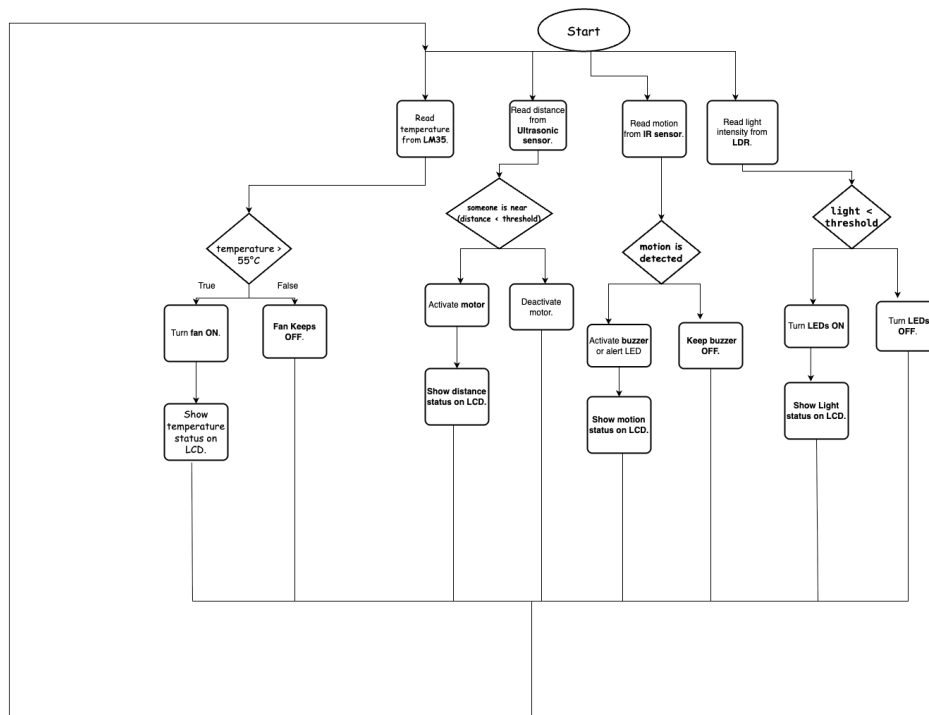 Start
Read
temperature
from LM35.
Read distance
from
Ultrasonic
sensor.
Read motion
from IR sensor.
Read light
intensity from
LDR.
temperature >
55°C
True
False
Turn fan ON.
Fan Keeps
OFF.
Show
temperature
status on
LCD.
someone is near
(distance < threshold)
Activate motor
Deactivate
motor.
Show distance
status on LCD.
motion is
detected
Activate buzzer
or alert LED
Keep buzzer
OFF.
Show motion
status on LCD.
light <
threshold
Turn LEDs ON
Turn LEDs
OFF.
Show Light
status on LCD.